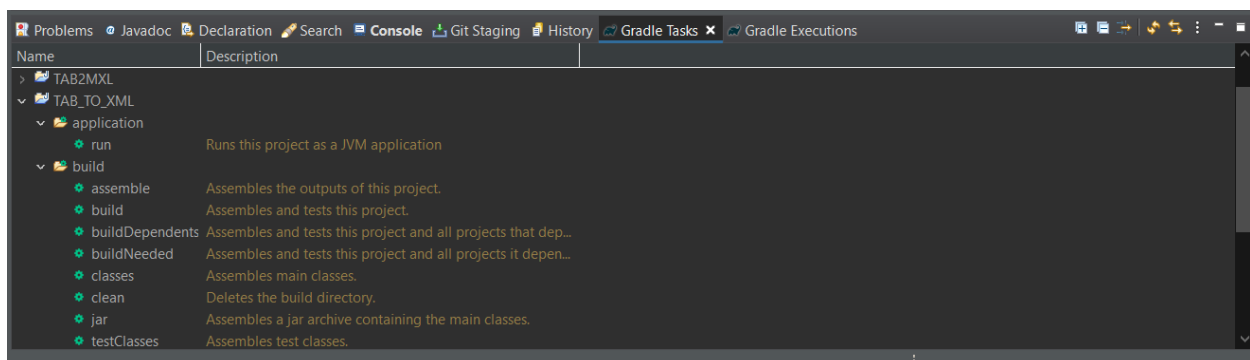 Problems Javadoc Declaration Search Console Git Staging History Gradle Tasks Gradle Executions
Name Description
TAB2MXL
TAB_TO_XML
application
run Runs this project as a JVM application
build
assemble Assembles the outputs of this project.
build Assembles and tests this project.
buildDependents Assembles and tests this project and all projects that dep...
buildNeeded Assembles and tests this project and all projects it depen...
classes Assembles main classes.
clean Deletes the build directory.
jar Assembles a jar archive containing the main classes.
testClasses Assembles test classes.